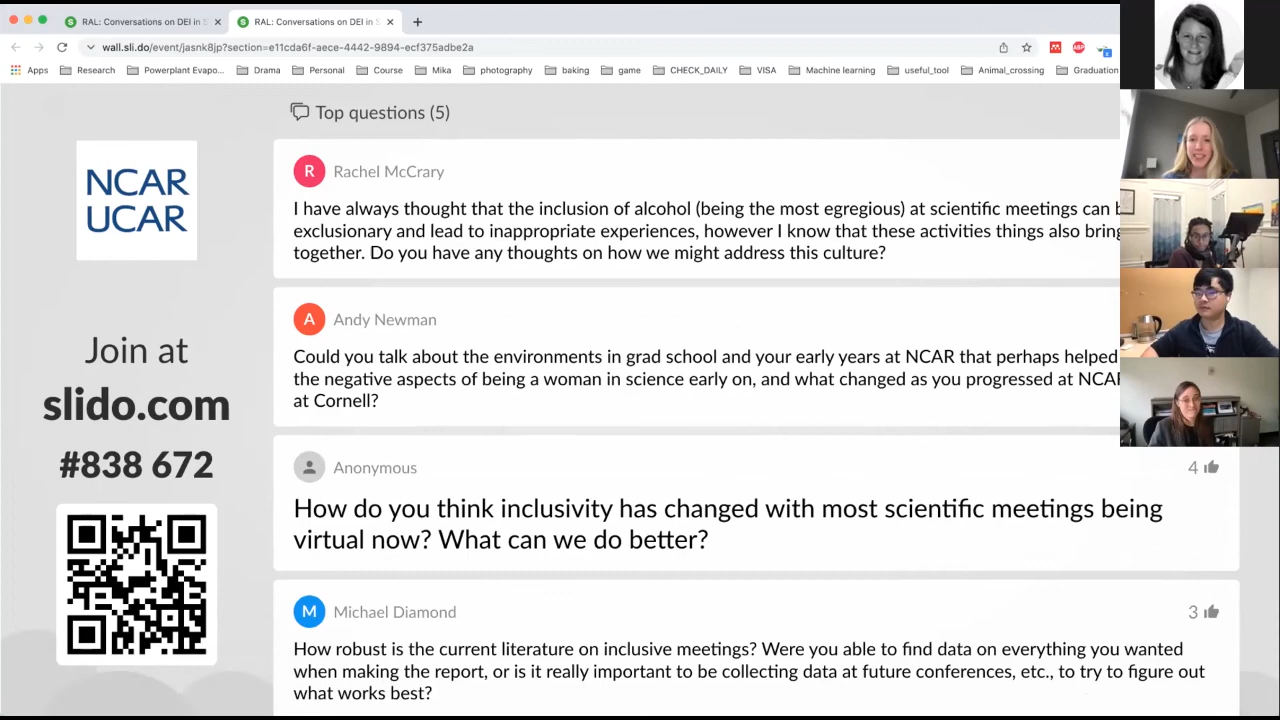 RAL: Conversations on DEI in S
RAL: Conversations on DEI in S
wall.sli.do/event/jasnk8jp?section=e11cda6f-aece-4442-9894-ecf375adbe2a
ABP
Apps
Research
Powerplant Evapo...
Drama
Personal
Course
Mika
photography
baking
game
CHECK_DAILY
VISA
Machine learning
useful_tool
Animal_crossing
Graduation
NCAR
UCAR
Join at
slido.com
#838 672
Top questions (5)
R
Rachel McCrary
I have always thought that the inclusion of alcohol (being the most egregious) at scientific meetings can
exclusionary and lead to inappropriate experiences, however I know that these activities things also bring
together. Do you have any thoughts on how we might address this culture?
A
Andy Newman
Could you talk about the environments in grad school and your early years at NCAR that perhaps helped
the negative aspects of being a woman in science early on, and what changed as you progressed at NCAR
at Cornell?
Anonymous
4
How do you think inclusivity has changed with most scientific meetings being
virtual now? What can we do better?
M
Michael Diamond
3
How robust is the current literature on inclusive meetings? Were you able to find data on everything you wanted
when making the report, or is it really important to be collecting data at future conferences, etc., to try to figure out
what works best?